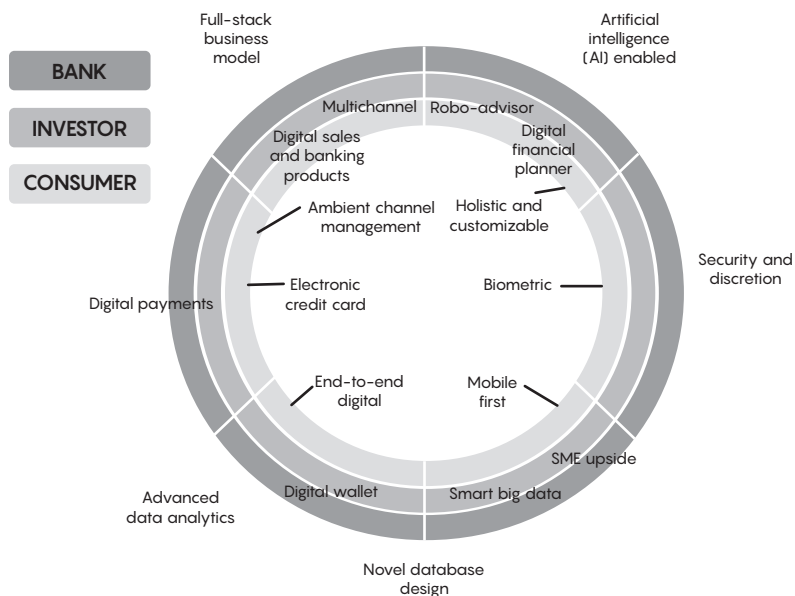 Full-stack
business
model
Artificial
intelligence
(AI) enabled
BANK
INVESTOR
CONSUMER
Multichannel
Robo-advisor
Digital sales
and banking
products
Digital
financial
planner
Ambient channel
management
Holistic and
customizable
Security and
discretion
Electronic
credit card
Biometric
Digital payments
End-to-end
digital
Mobile
first
SME upside
Digital wallet
Smart big data
Advanced
data analytics
Novel database
design